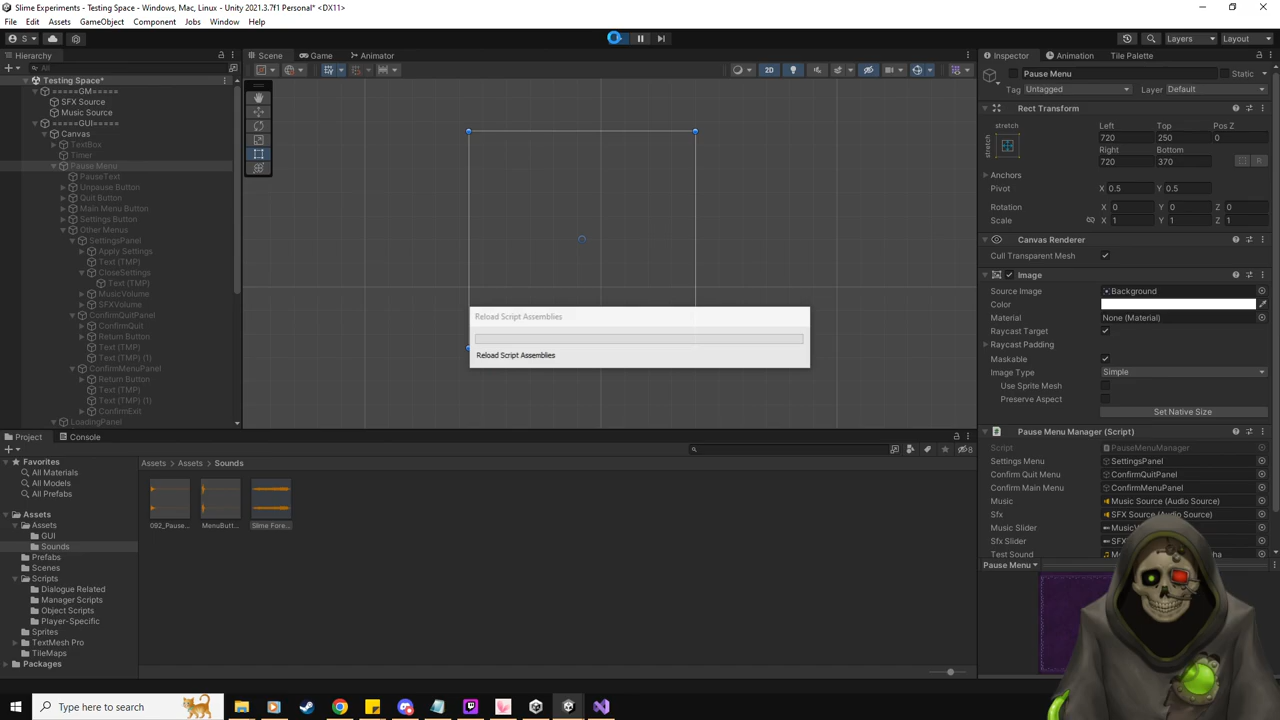 Slime Experiments - Testing Space - Windows, Mac, Linux - Unity 2021.3.7f1 Personal* <DX11>
File Edit Assets GameObject Component Jobs Window Help
S Layers Layout
Hierarchy Scene Game Animator Inspector Animation Tile Palette
All 2D Pause Menu Static
Testing Space* Tag Untagged Layer Default
=====GM===== Rect Transform
SFX Source
Music Source
=====GUI===== stretch Left Top Pos Z
Canvas stretch 720 250 0
TextBox Right Bottom
Timer 720 370 R
Pause Menu Anchors
PauseText Pivot X 0.5 Y 0.5
Unpause Button
Quit Button Rotation X 0 Y 0 Z 0
Main Menu Button Scale X 1 Y 1 Z 1
Settings Button
Other Menus Canvas Renderer
SettingsPanel Cull Transparent Mesh
Apply Settings
Text (TMP) Image
CloseSettings Source Image Background
Text (TMP) Color
MusicVolume Material None (Material)
SFXVolume Raycast Target
ConfirmQuitPanel Raycast Padding
ConfirmQuit Maskable
Return Button Image Type Simple
Text (TMP) Use Sprite Mesh
Text (TMP) (1) Preserve Aspect
ConfirmMenuPanel Set Native Size
Return Button
Text (TMP)
Text (TMP) (1)
ConfirmExit
LoadingPanel
Reload Script Assemblies
Reload Script Assemblies
Project Console
Pause Menu Manager (Script)
Script PauseMenuManager
Settings Menu SettingsPanel
Confirm Quit Menu ConfirmQuitPanel
Confirm Main Menu ConfirmMenuPanel
Music Music Source (Audio Source)
Sfx SFX Source (Audio Source)
Music Slider
Sfx Slider
Test Sound
Pause Menu
8
Favorites
All Materials
All Models
All Prefabs
Assets
Assets
GUI
Sounds
Prefabs
Scenes
Scripts
Dialogue Related
Manager Scripts
Object Scripts
Player-Specific
Sprites
TextMesh Pro
TileMaps
Packages
Assets > Assets > Sounds
092_Pause... MenuButt... Slime Fore...
Type here to search